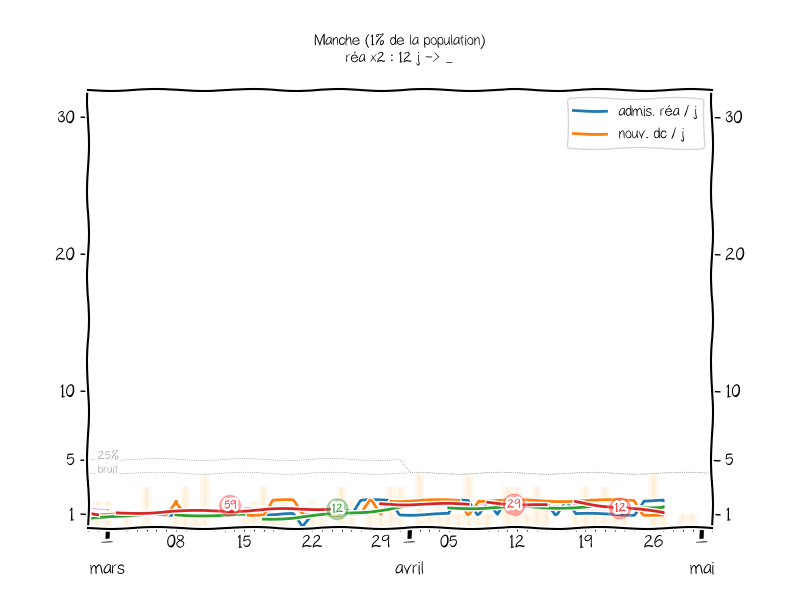 Manche (1% de la population)
réa x2 : 12 j -> _
30 30
admis. réa / j
nouv. dc / j
20 20
10 10
25%
5 5
bruit
59 12 29 12
1 1
08 15 22 29 05 12 19 26
mars avril mai